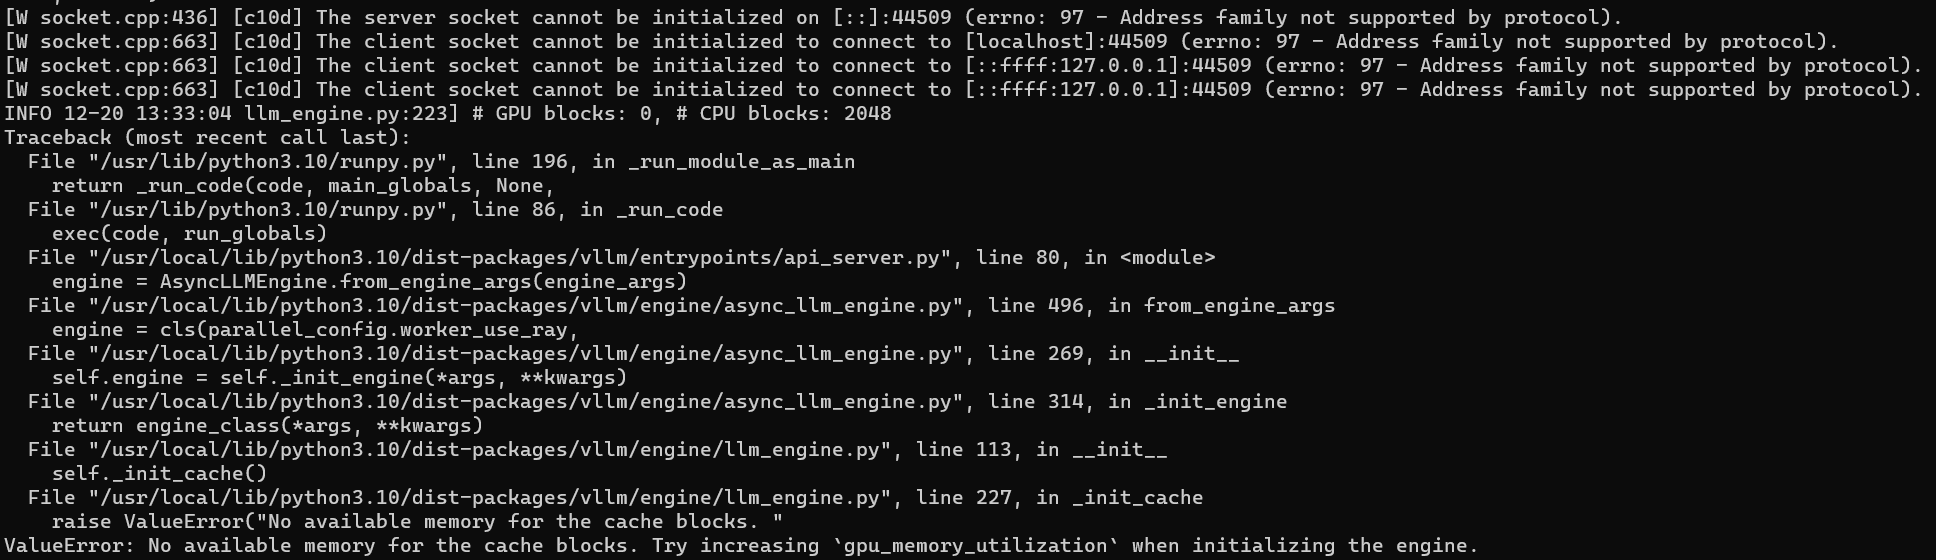 [W socket.cpp:436] [c10d] The server socket cannot be initialized on [::]:44509 (errno: 97 - Address family not supported by protocol).
[W socket.cpp:663] [c10d] The client socket cannot be initialized to connect to [localhost]:44509 (errno: 97 - Address family not supported by protocol).
[W socket.cpp:663] [c10d] The client socket cannot be initialized to connect to [::ffff:127.0.0.1]:44509 (errno: 97 - Address family not supported by protocol).
[W socket.cpp:663] [c10d] The client socket cannot be initialized to connect to [::ffff:127.0.0.1]:44509 (errno: 97 - Address family not supported by protocol).
INFO 12-20 13:33:04 llm_engine.py:223] # GPU blocks: 0, # CPU blocks: 2048
Traceback (most recent call last):
  File "/usr/lib/python3.10/runpy.py", line 196, in _run_module_as_main
    return _run_code(code, main_globals, None,
  File "/usr/lib/python3.10/runpy.py", line 86, in _run_code
    exec(code, run_globals)
  File "/usr/local/lib/python3.10/dist-packages/vllm/entrypoints/api_server.py", line 80, in <module>
    engine = AsyncLLMEngine.from_engine_args(engine_args)
  File "/usr/local/lib/python3.10/dist-packages/vllm/engine/async_llm_engine.py", line 496, in from_engine_args
    engine = cls(parallel_config.worker_use_ray,
  File "/usr/local/lib/python3.10/dist-packages/vllm/engine/async_llm_engine.py", line 269, in __init__
    self.engine = self._init_engine(*args, **kwargs)
  File "/usr/local/lib/python3.10/dist-packages/vllm/engine/async_llm_engine.py", line 314, in _init_engine
    return engine_class(*args, **kwargs)
  File "/usr/local/lib/python3.10/dist-packages/vllm/engine/llm_engine.py", line 113, in __init__
    self._init_cache()
  File "/usr/local/lib/python3.10/dist-packages/vllm/engine/llm_engine.py", line 227, in _init_cache
    raise ValueError("No available memory for the cache blocks. "
ValueError: No available memory for the cache blocks. Try increasing `gpu_memory_utilization` when initializing the engine.